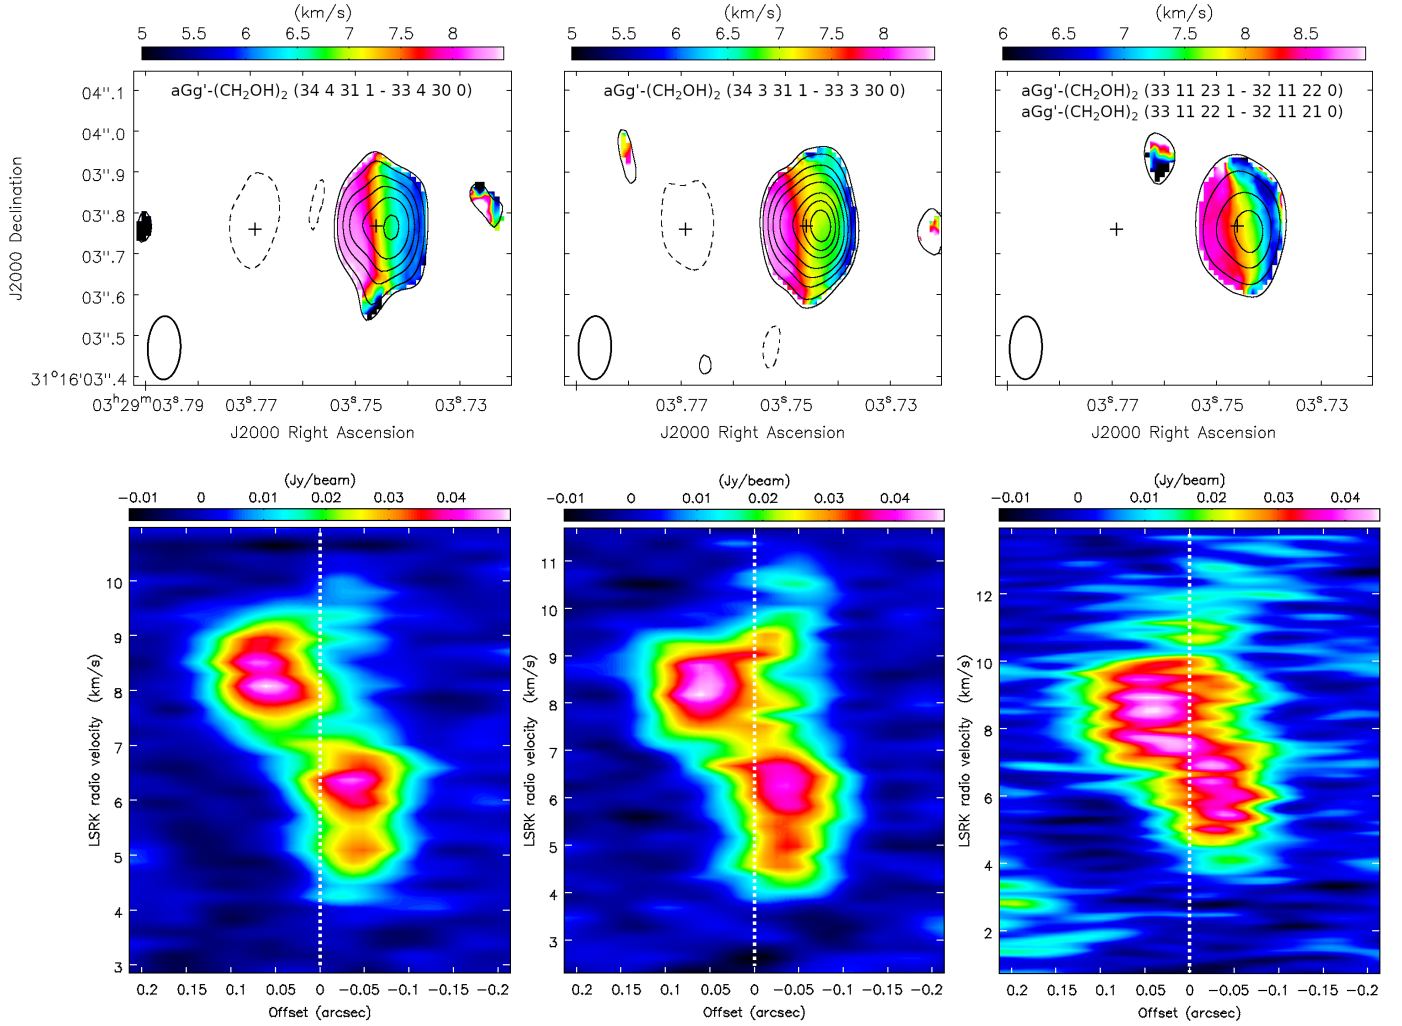 (km/s) (km/s) (km/s)
5 5.5 6 6.5 7 7.5 8 5 5.5 6 6.5 7 7.5 8 6 6.5 7 7.5 8 8.5
aGg'-(CH2OH)2 (34 4 31 1 - 33 4 30 0)
aGg'-(CH2OH)2 (34 3 31 1 - 33 3 30 0)
aGg'-(CH2OH)2 (33 11 23 1 - 32 11 22 0)
aGg'-(CH2OH)2 (33 11 22 1 - 32 11 21 0)
J2000 Declination
04".1
04".0
03".9
03".8
03".7
03".6
03".5
31°16'03".4
03h29m03s.79 03s.77 03s.75 03s.73 03s.77 03s.75 03s.73 03s.77 03s.75 03s.73
J2000 Right Ascension J2000 Right Ascension J2000 Right Ascension
(Jy/beam) (Jy/beam) (Jy/beam)
−0.01 0 0.01 0.02 0.03 0.04 −0.01 0 0.01 0.02 0.03 0.04 −0.01 0 0.01 0.02 0.03 0.04
LSRK radio velocity (km/s)
10
9
8
7
6
5
4
3
LSRK radio velocity (km/s)
11
10
9
8
7
6
5
4
3
LSRK radio velocity (km/s)
12
10
8
6
4
2
0.2 0.15 0.1 0.05 0 −0.05 −0.1 −0.15 −0.2 0.2 0.15 0.1 0.05 0 −0.05 −0.1 −0.15 −0.2 0.2 0.15 0.1 0.05 0 −0.05 −0.1 −0.15 −0.2
Offset (arcsec) Offset (arcsec) Offset (arcsec)